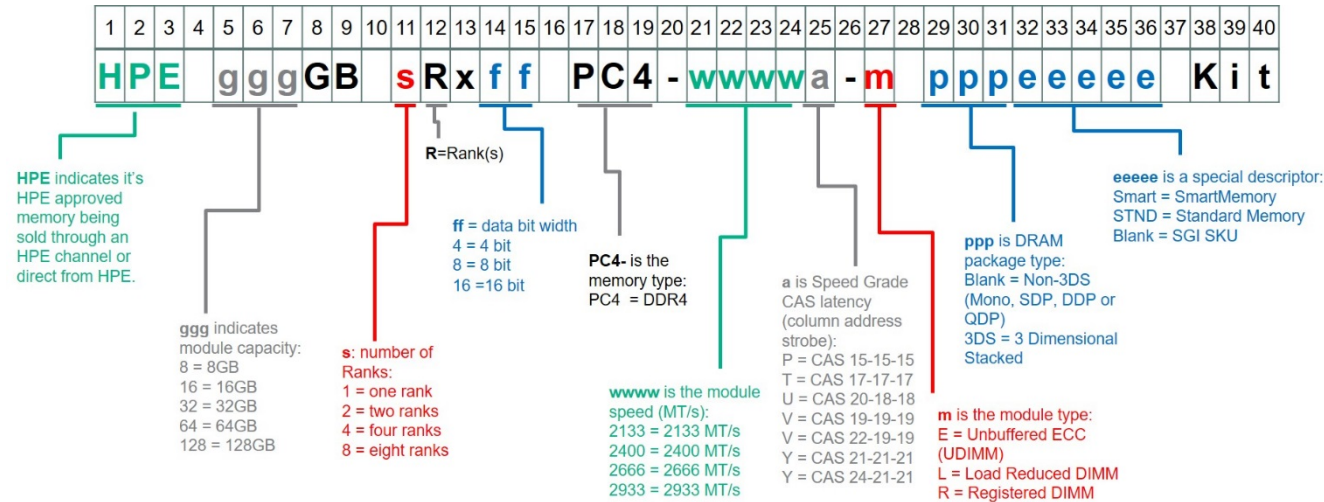 1 2 3 4 5 6 7 8 9 10 11 12 13 14 15 16 17 18 19 20 21 22 23 24 25 26 27 28 29 30 31 32 33 34 35 36 37 38 39 40
HPE gggGB sRxff PC4-wwwwa-m pppeeeee Kit
R=Rank(s)
HPE indicates it's
HPE approved
memory being
sold through an
HPE channel or
direct from HPE.
ggg indicates
module capacity:
8 = 8GB
16 = 16GB
32 = 32GB
64 = 64GB
128 = 128GB
s: number of
Ranks:
1 = one rank
2 = two ranks
4 = four ranks
8 = eight ranks
ff = data bit width
4 = 4 bit
8 = 8 bit
16 =16 bit
PC4- is the
memory type:
PC4 = DDR4
wwww is the module
speed (MT/s):
2133 = 2133 MT/s
2400 = 2400 MT/s
2666 = 2666 MT/s
2933 = 2933 MT/s
a is Speed Grade
CAS latency
(column address
strobe):
P = CAS 15-15-15
T = CAS 17-17-17
U = CAS 20-18-18
V = CAS 19-19-19
V = CAS 22-19-19
Y = CAS 21-21-21
Y = CAS 24-21-21
m is the module type:
E = Unbuffered ECC
(UDIMM)
L = Load Reduced DIMM
R = Registered DIMM
ppp is DRAM
package type:
Blank = Non-3DS
(Mono, SDP, DDP or
QDP)
3DS = 3 Dimensional
Stacked
eeeee is a special descriptor:
Smart = SmartMemory
STND = Standard Memory
Blank = SGI SKU